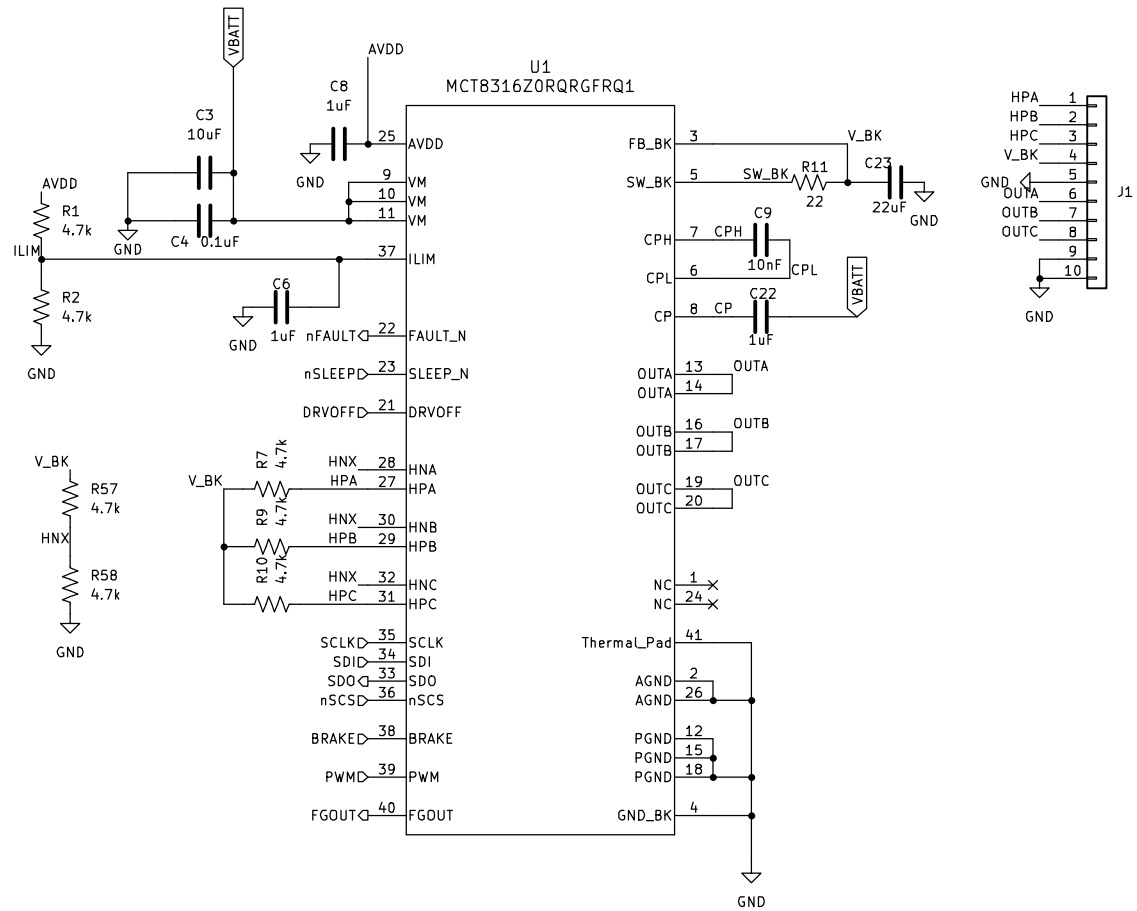 VBATT
AVDD
U1
MCT8316Z0RQRGFRQ1
C8
1uF
GND
C3
10uF
C4
0.1uF
GND
AVDD
R1
4.7k
ILIM
R2
4.7k
GND
C6
1uF
GND
25 AVDD
9 VM
10 VM
11 VM
37 ILIM
nFAULT 22 FAULT_N
nSLEEP 23 SLEEP_N
DRVOFF 21 DRVOFF
HNX 28 HNA
HPA 27 HPA
HNX 30 HNB
HPB 29 HPB
HNX 32 HNC
HPC 31 HPC
SCLK 35 SCLK
SDI 34 SDI
SDO 33 SDO
nSCS 36 nSCS
BRAKE 38 BRAKE
PWM 39 PWM
FGOUT 40 FGOUT
V_BK
R7
4.7k
R9
4.7k
R10
4.7k
V_BK
R57
4.7k
HNX
R58
4.7k
GND
FB_BK 3 V_BK
SW_BK 5 SW_BK
R11
22
C23
22uF
GND
CPH 7 CPH
C9
10nF
CPL 6 CPL
CP 8 CP
C22
1uF
VBATT
OUTA 13 OUTA
OUTA 14
OUTB 16 OUTB
OUTB 17
OUTC 19 OUTC
OUTC 20
NC 1
NC 24
Thermal_Pad 41
AGND 2
AGND 26
PGND 12
PGND 15
PGND 18
GND_BK 4
GND
HPA 1
HPB 2
HPC 3
V_BK 4
GND 5
OUTA 6
OUTB 7
OUTC 8
9
10
J1
GND